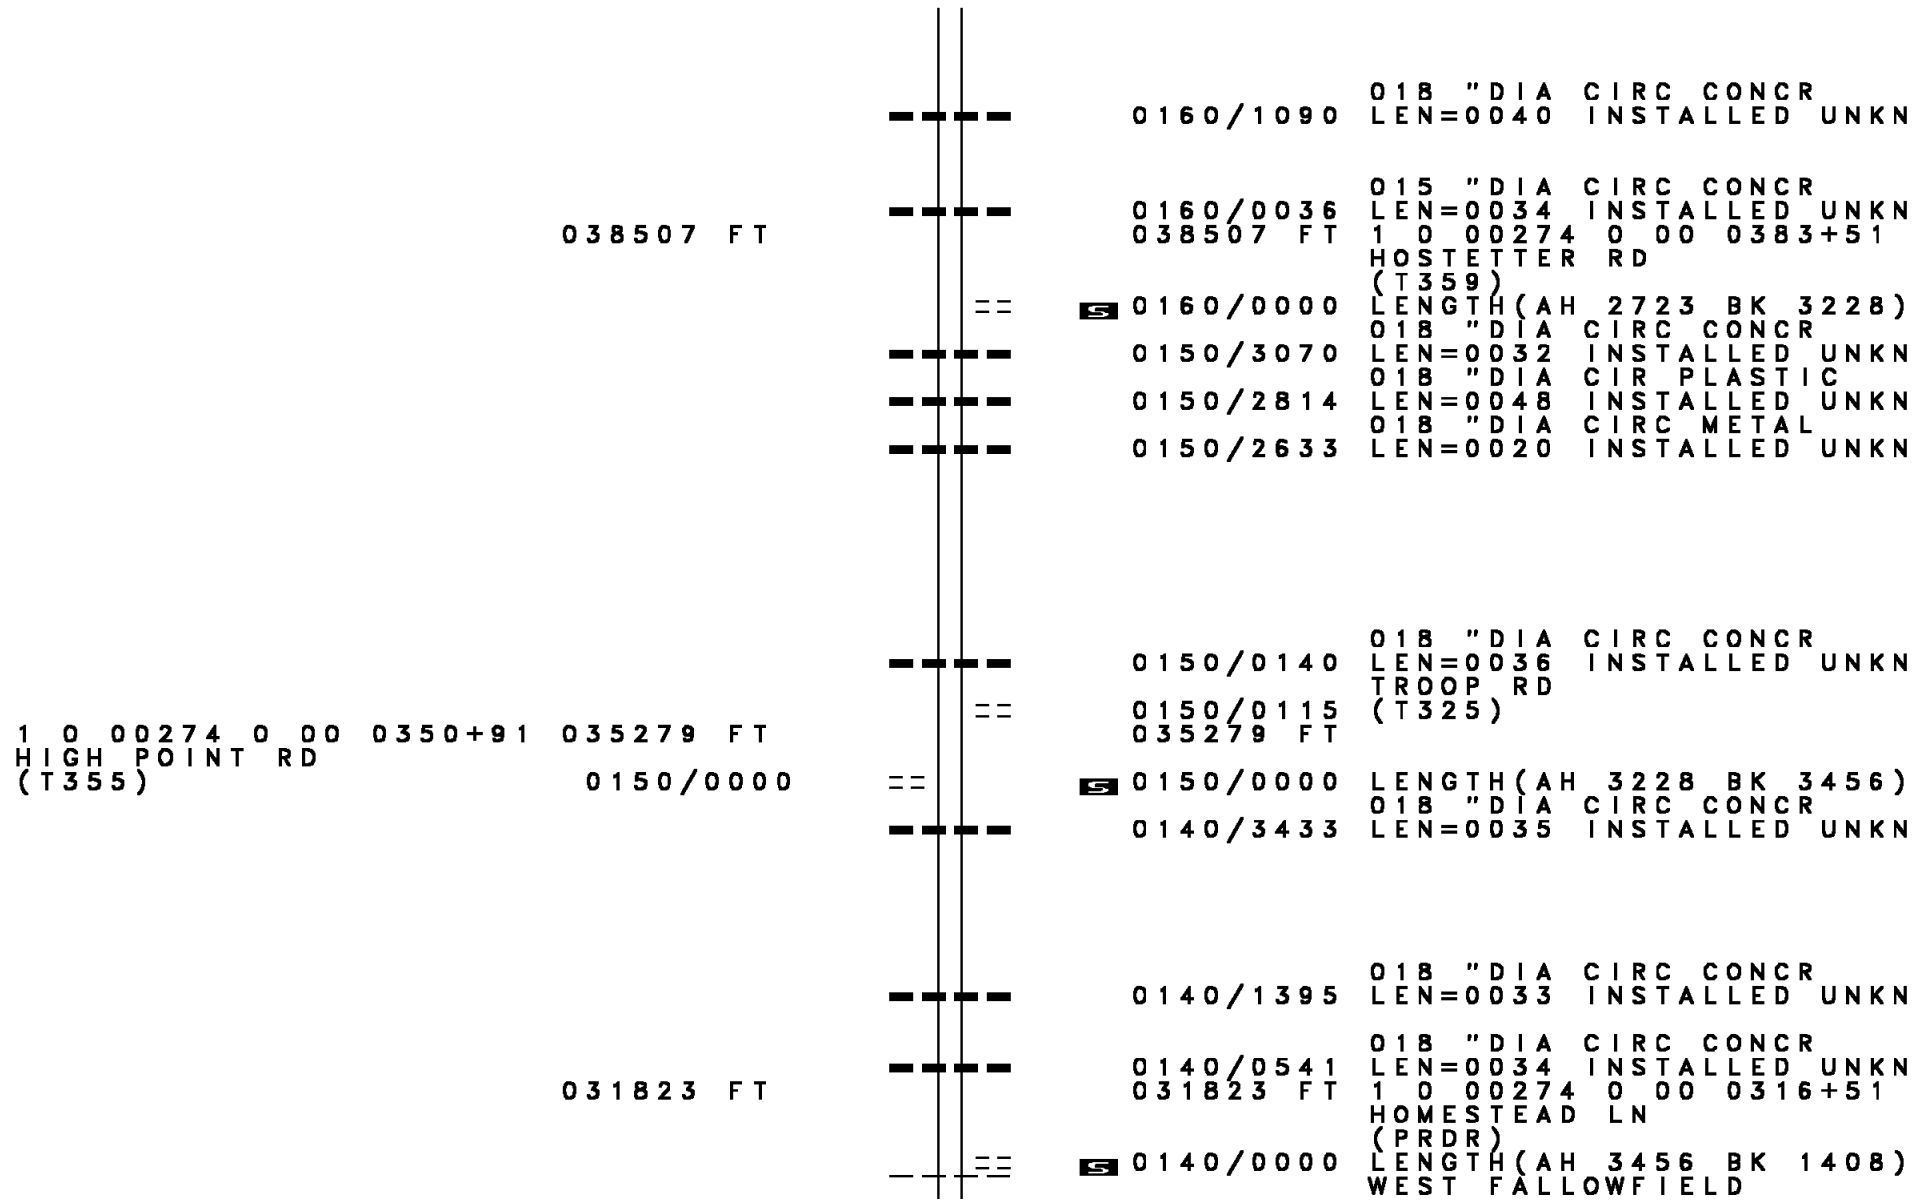 018 "DIA CIRC CONCR
0160/1090 LEN=0040 INSTALLED UNKN
015 "DIA CIRC CONCR
0160/0036 LEN=0034 INSTALLED UNKN
038507 FT 038507 FT 1 0 00274 0 00 0383+51
HOSTETTER RD
(T359)
S 0160/0000 LENGTH(AH 2723 BK 3228)
018 "DIA CIRC CONCR
0150/3070 LEN=0032 INSTALLED UNKN
018 "DIA CIR PLASTIC
0150/2814 LEN=0048 INSTALLED UNKN
018 "DIA CIRC METAL
0150/2633 LEN=0020 INSTALLED UNKN
018 "DIA CIRC CONCR
0150/0140 LEN=0036 INSTALLED UNKN
TROOP RD
0150/0115 (T325)
1 0 00274 0 00 0350+91 035279 FT 035279 FT
HIGH POINT RD
(T355) 0150/0000 S 0150/0000 LENGTH(AH 3228 BK 3456)
018 "DIA CIRC CONCR
0140/3433 LEN=0035 INSTALLED UNKN
018 "DIA CIRC CONCR
0140/1395 LEN=0033 INSTALLED UNKN
018 "DIA CIRC CONCR
0140/0541 LEN=0034 INSTALLED UNKN
031823 FT 031823 FT 1 0 00274 0 00 0316+51
HOMESTEAD LN
(PRDR)
S 0140/0000 LENGTH(AH 3456 BK 1408)
WEST FALLOWFIELD